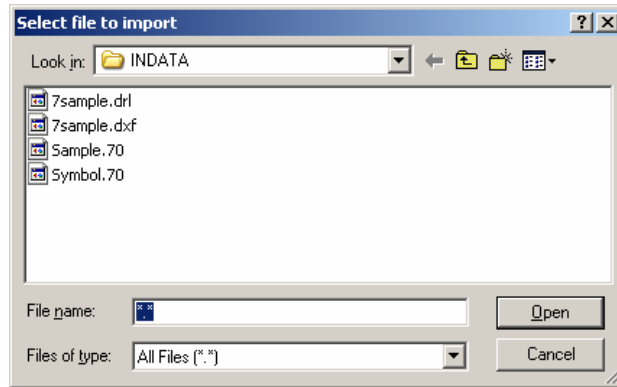 Select file to import
Look in: INDATA
7sample.drl
7sample.dxf
Sample.70
Symbol.70
File name: *.* Open
Files of type: All Files (*.*) Cancel